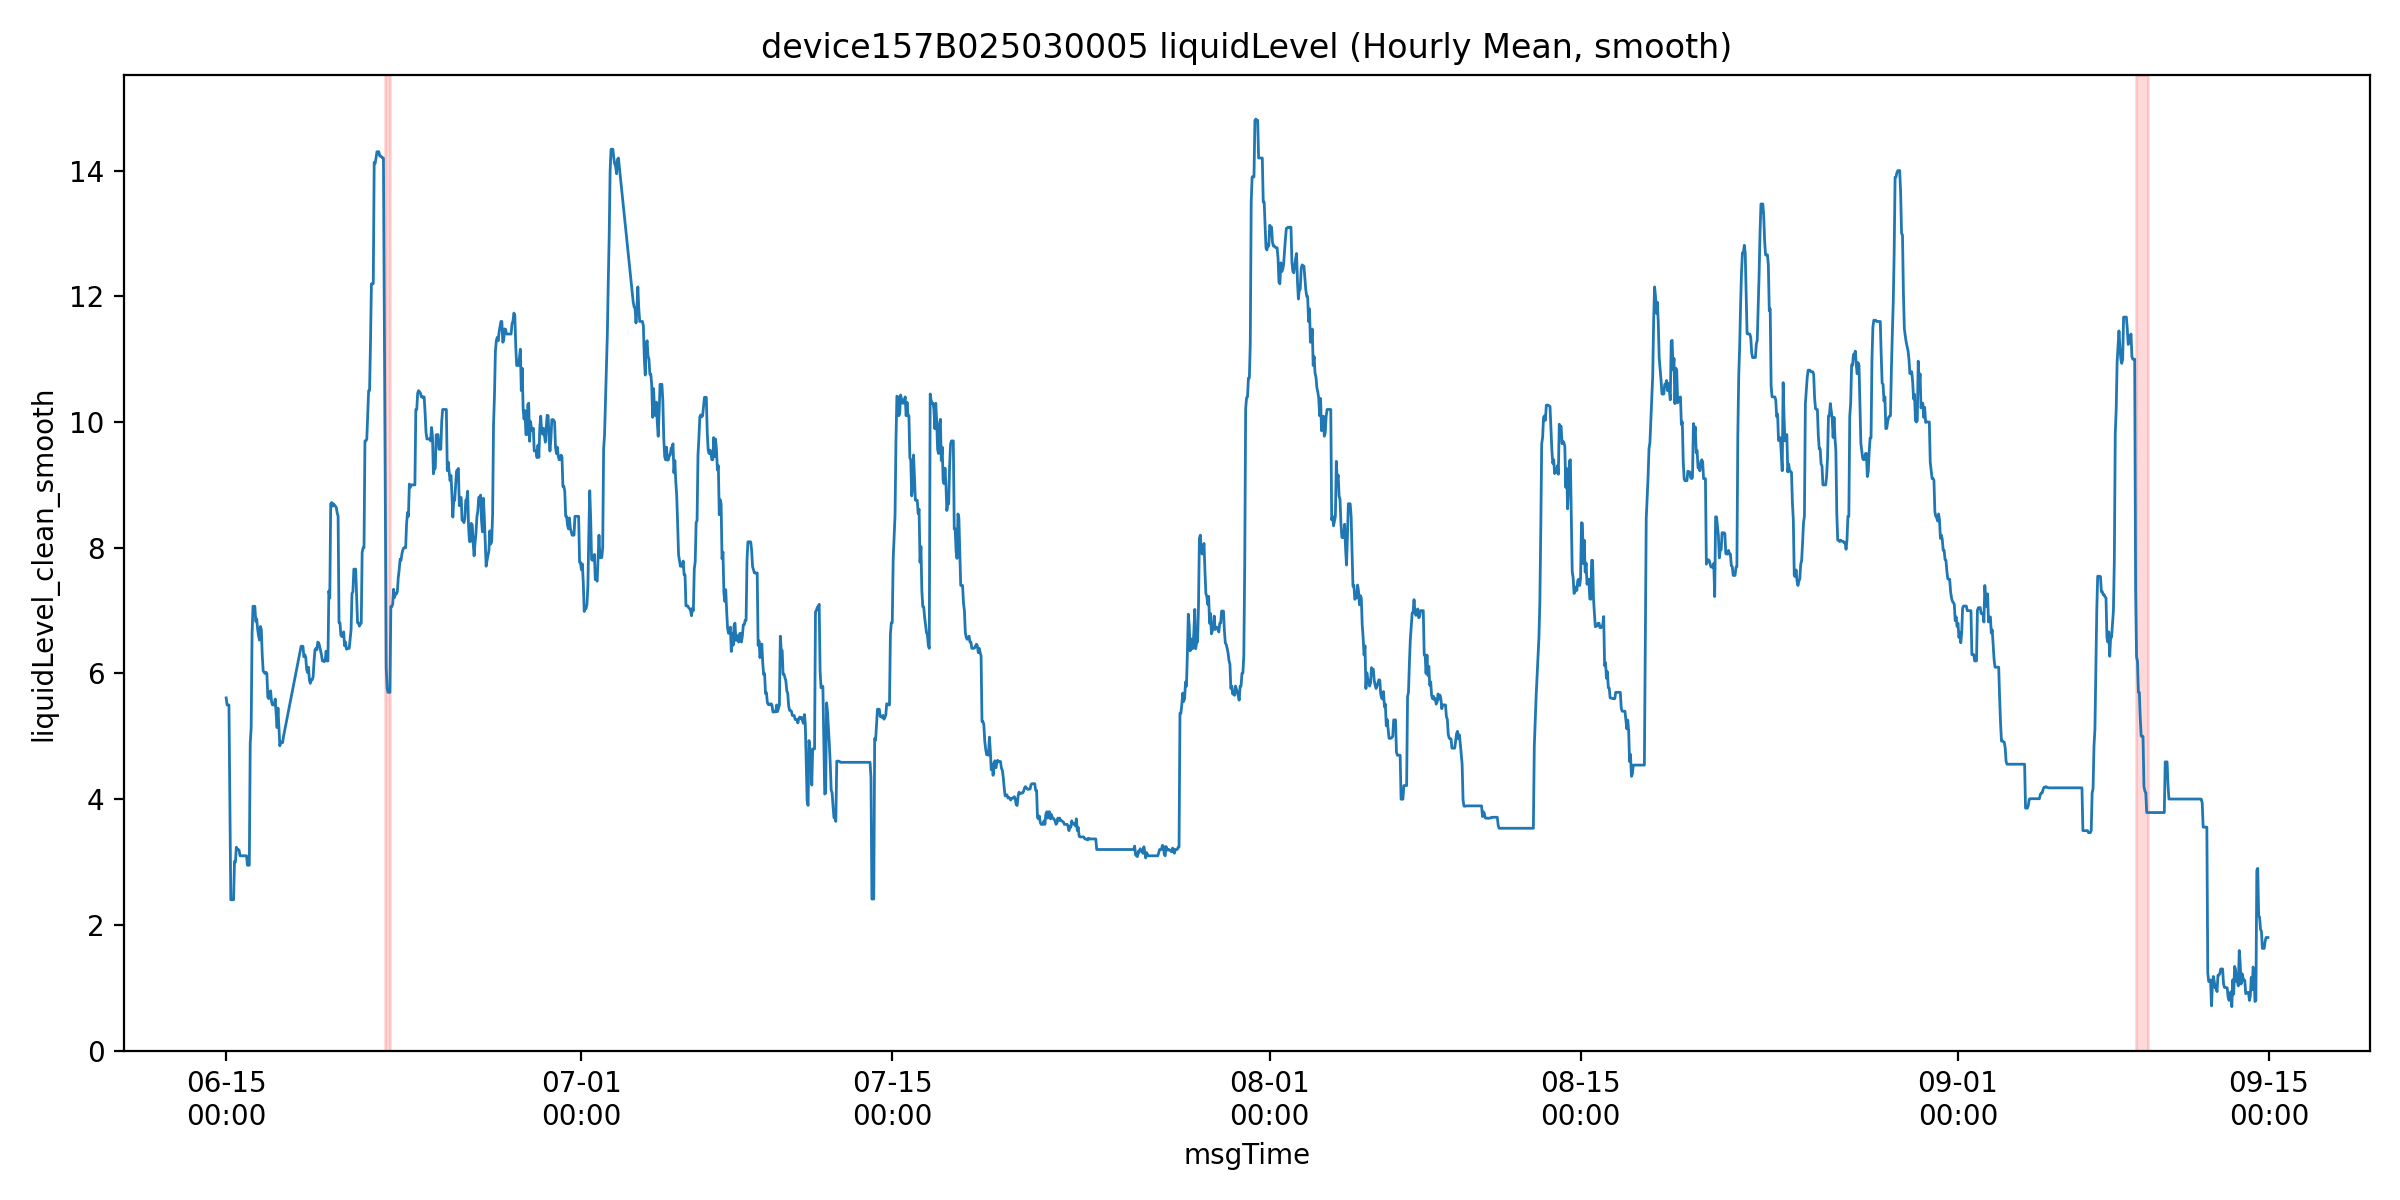 device157B025030005 liquidLevel (Hourly Mean, smooth)
liquidLevel_clean_smooth
14
12
10
8
6
4
2
0
06-15 07-01 07-15 08-01 08-15 09-01 09-15
00:00 00:00 00:00 00:00 00:00 00:00 00:00
msgTime